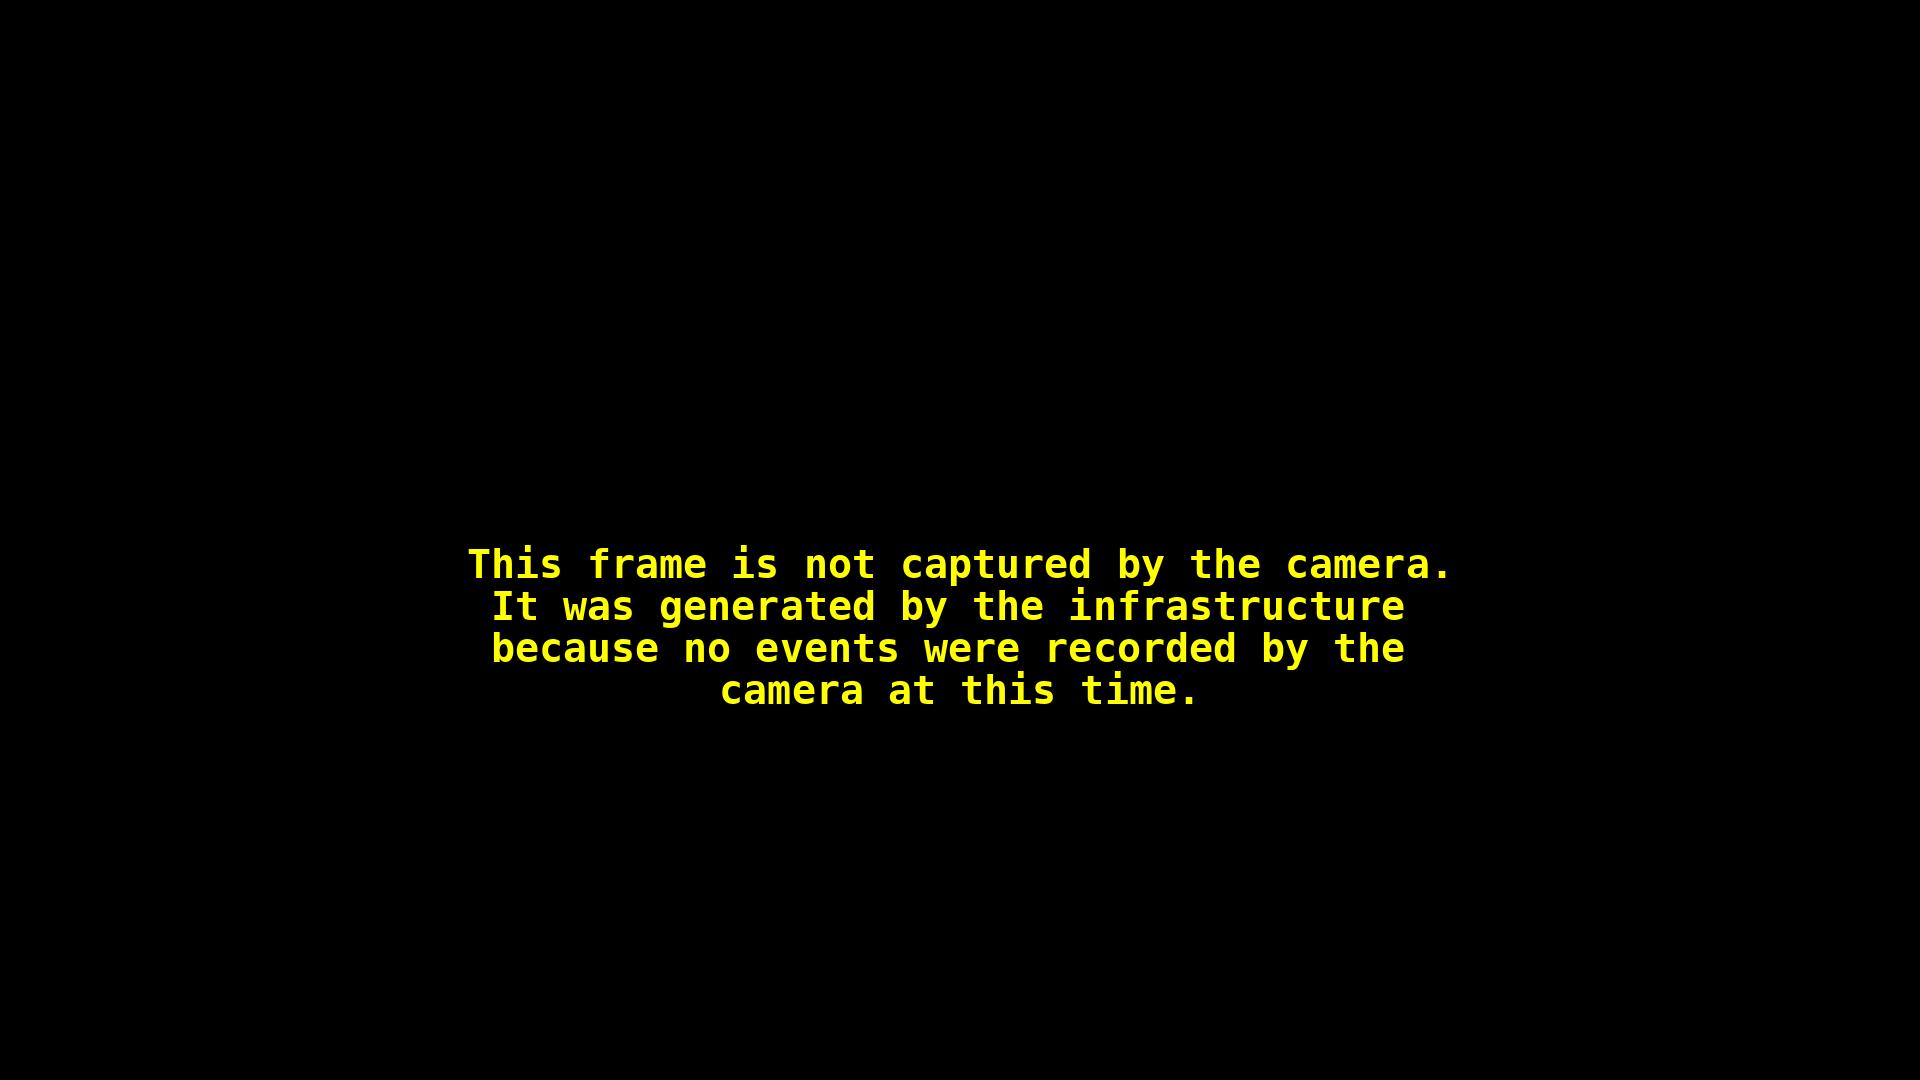 This frame is not captured by the camera.
It was generated by the infrastructure
because no events were recorded by the
camera at this time.